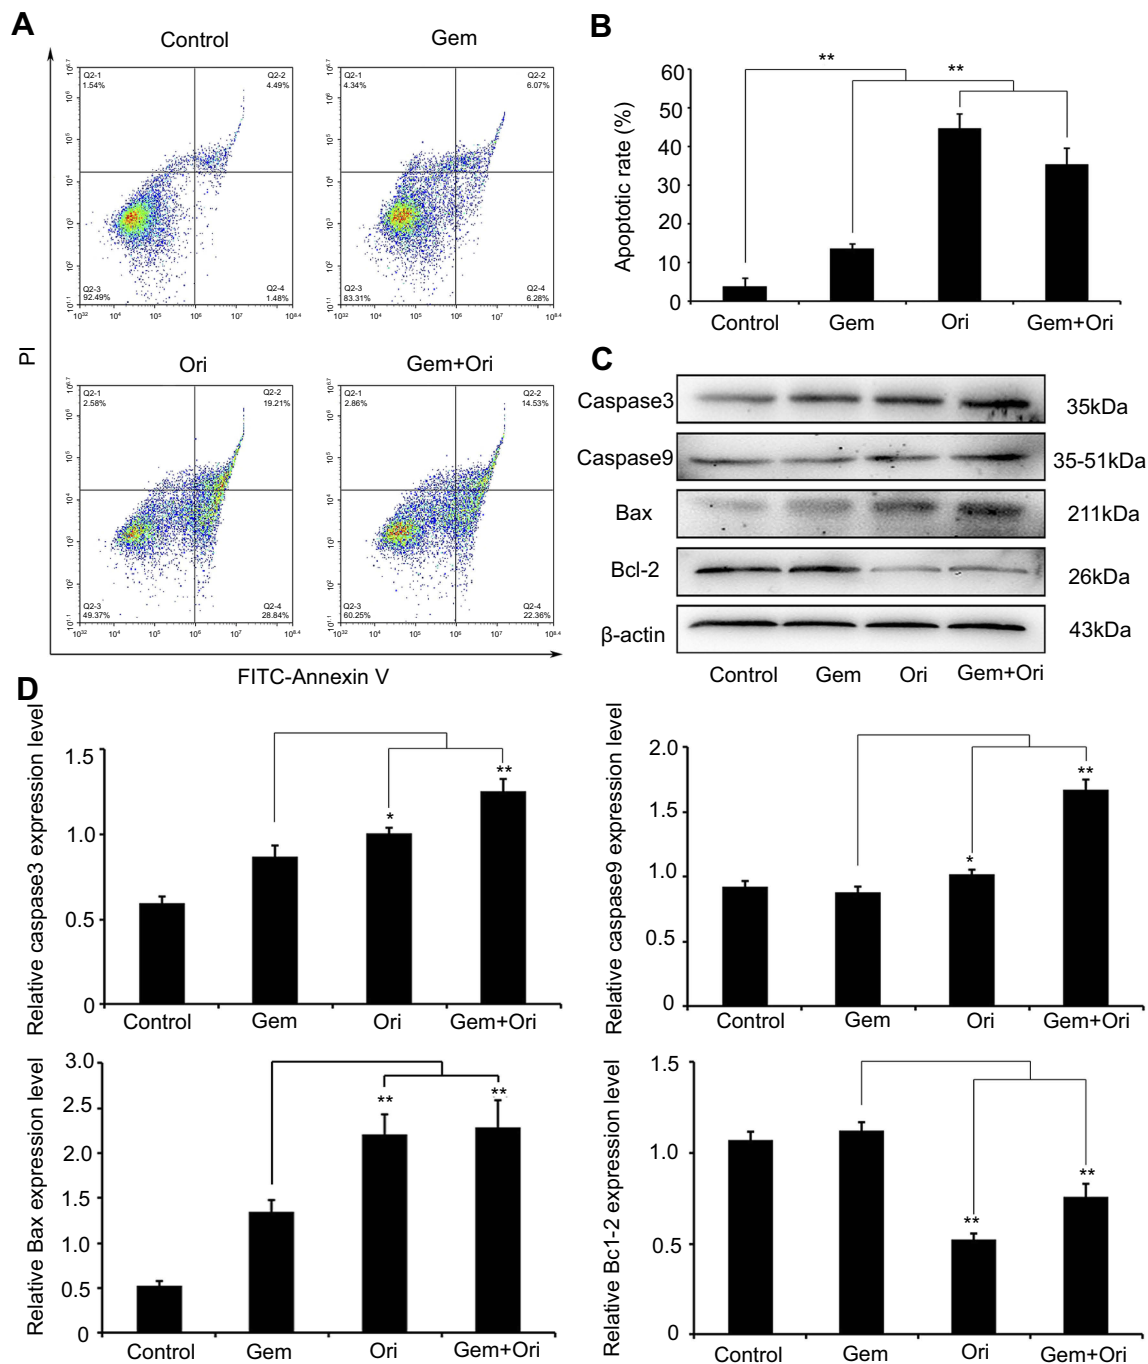 A
Control
Gem
Q2-1
1.54%
Q2-2
4.49%
Q2-3
92.49%
Q2-4
1.48%
Q2-1
4.34%
Q2-2
6.07%
Q2-3
83.31%
Q2-4
6.28%
Ori
Gem+Ori
Q2-1
2.58%
Q2-2
19.21%
Q2-3
49.37%
Q2-4
28.84%
Q2-1
2.86%
Q2-2
14.53%
Q2-3
60.25%
Q2-4
22.36%
PI
FITC-Annexin V
B
Apoptotic rate (%)
60
50
40
30
20
10
0
**
**
Control Gem Ori Gem+Ori
C
Caspase3 35kDa
Caspase9 35-51kDa
Bax 211kDa
Bcl-2 26kDa
β-actin 43kDa
Control Gem Ori Gem+Ori
D
Relative caspase3 expression level
1.5
1.0
0.5
0
*
**
Control Gem Ori Gem+Ori
Relative caspase9 expression level
2.0
1.5
1.0
0.5
0
*
**
Control Gem Ori Gem+Ori
Relative Bax expression level
3.0
2.5
2.0
1.5
1.0
0.5
0
**
**
Control Gem Ori Gem+Ori
Relative Bc1-2 expression level
1.5
1.0
0.5
0
**
**
Control Gem Ori Gem+Ori